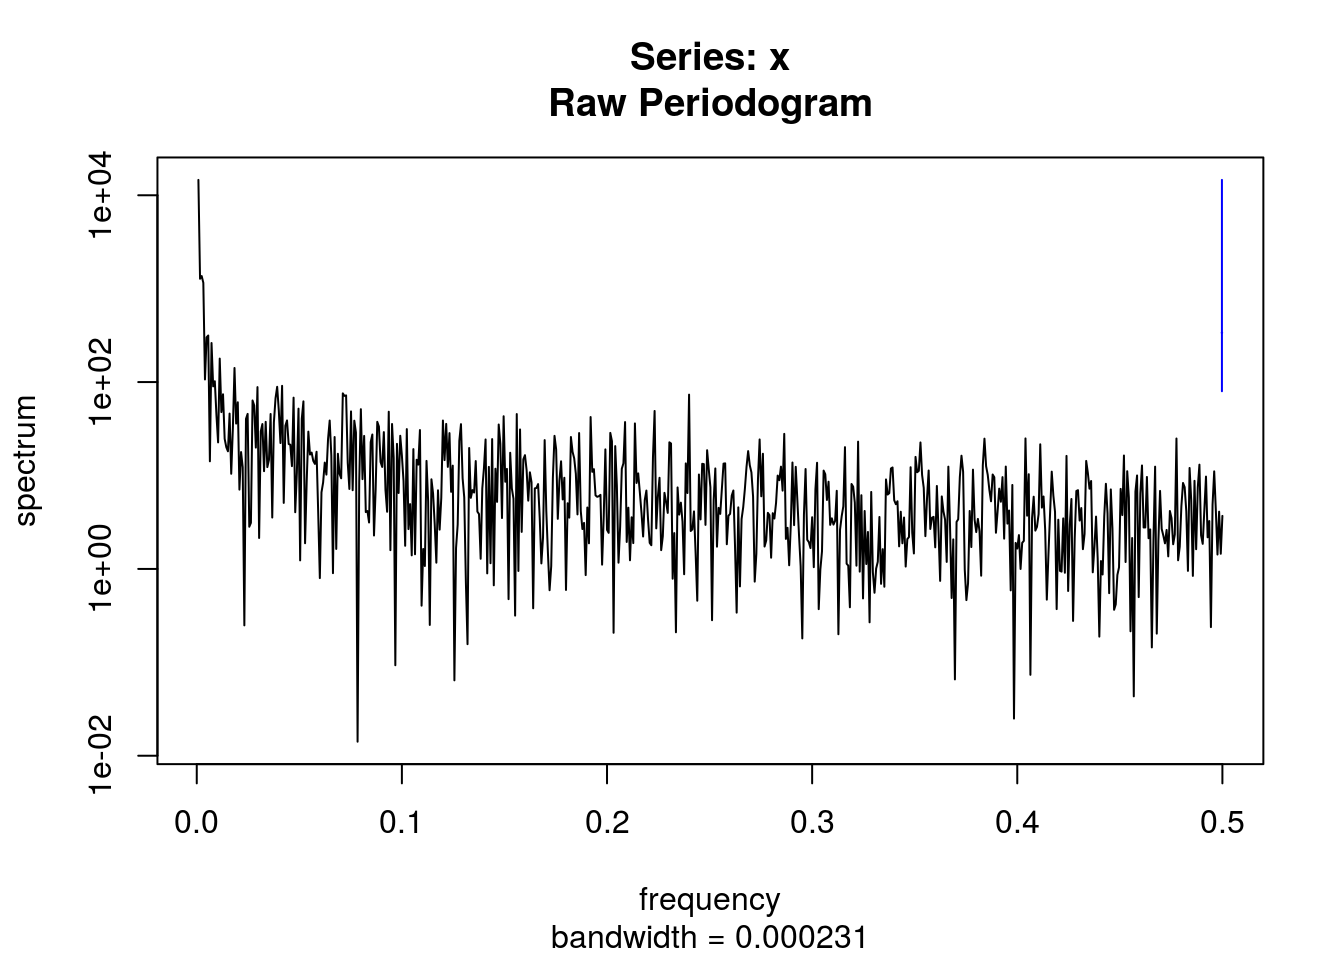 Series: x
Raw Periodogram
spectrum
1e+04
1e+02
1e+00
1e-02
0.0 0.1 0.2 0.3 0.4 0.5
frequency
bandwidth = 0.000231